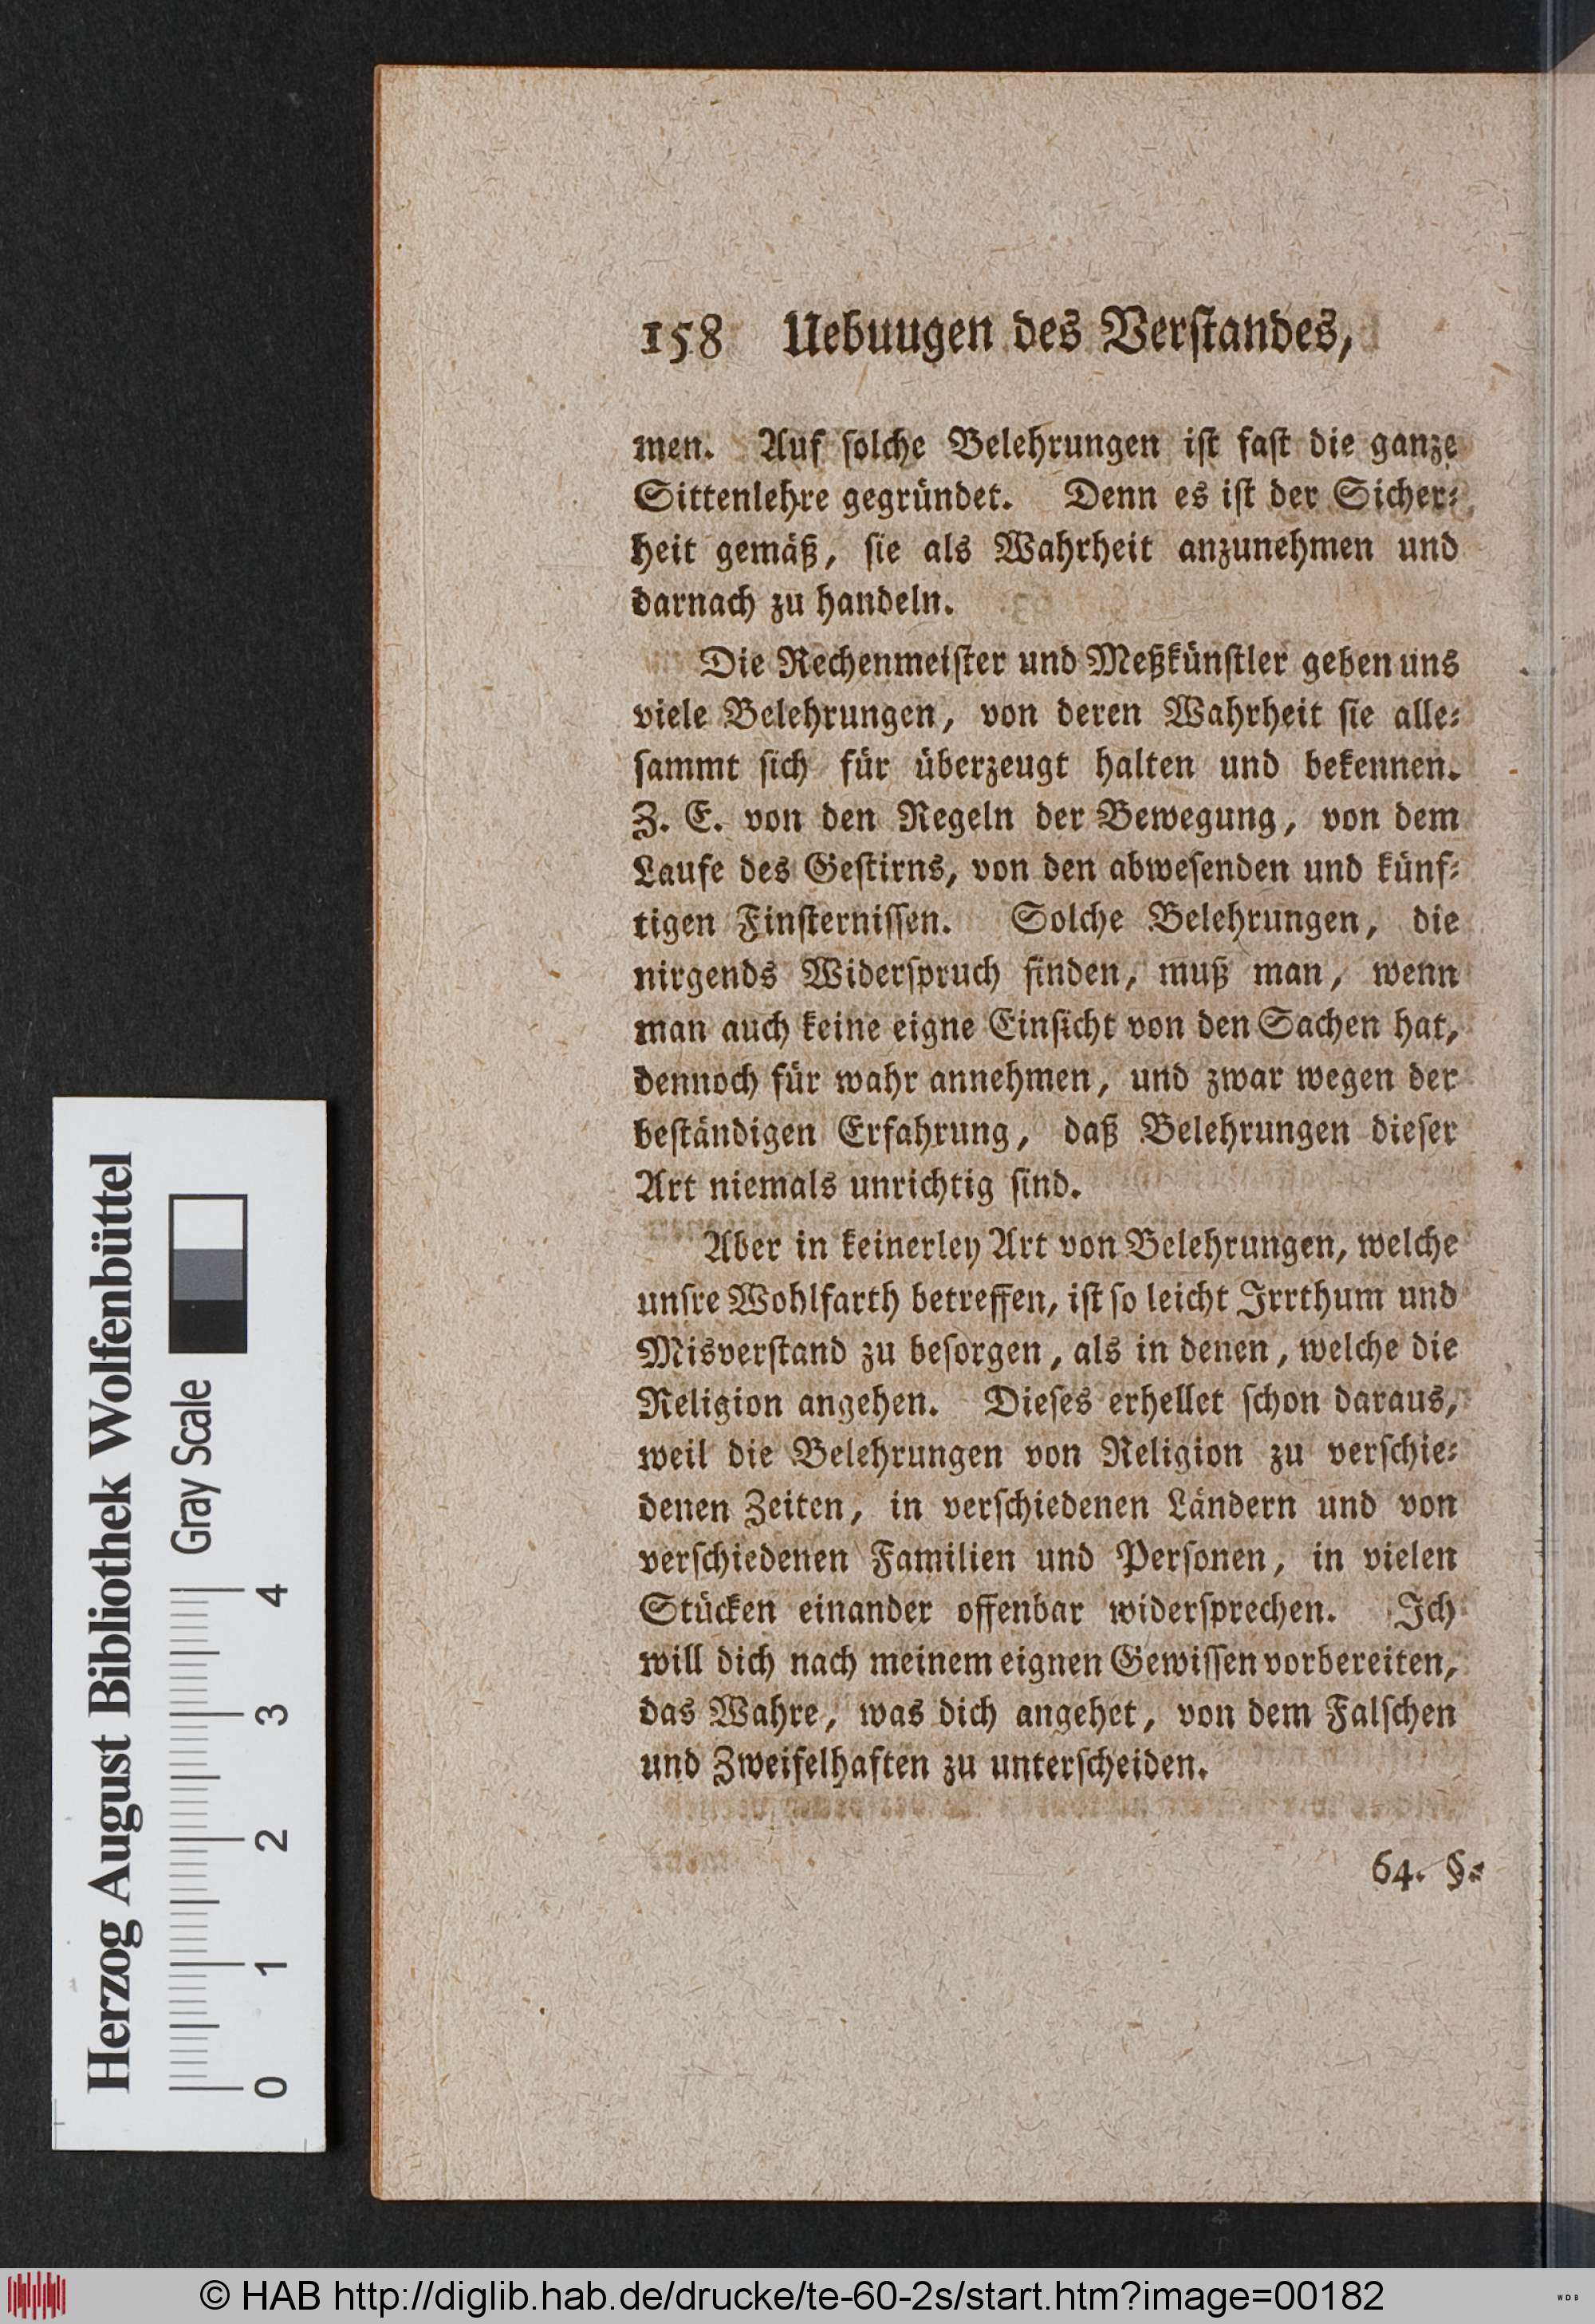 158 Uebuugen des Verſtandes,
men. Auf ſolche Belehrungen iſt faſt die ganze
Sittenlehre gegründet. Denn es iſt der Sicher⸗
heit gemäß, ſie als Wahrheit anzunehmen und
darnach zu handeln.
Die Rechenmeiſter und Meßkünſtler geben uns
viele Belehrungen, von deren Wahrheit ſie alle⸗
ſammt ſich für überzeugt halten und bekennen.
Z. E. von den Regeln der Bewegung, von dem
Laufe des Geſtirns, von den abweſenden und künf⸗
tigen Finſterniſſen. Solche Belehrungen, die
nirgends Widerſpruch finden, muß man, wenn
man auch keine eigne Einſicht von den Sachen hat,
dennoch für wahr annehmen, und zwar wegen der
beſtändigen Erfahrung, daß Belehrungen dieſer
Art niemals unrichtig ſind.
Aber in keinerley Art von Belehrungen, welche
unſre Wohlfarth betreffen, iſt ſo leicht Irrthum und
Misverſtand zu beſorgen, als in denen, welche die
Religion angehen. Dieſes erhellet ſchon daraus,
weil die Belehrungen von Religion zu verſchie⸗
denen Zeiten, in verſchiedenen Ländern und von
verſchiedenen Familien und Perſonen, in vielen
Stücken einander offenbar widerſprechen. Ich
will dich nach meinem eignen Gewiſſen vorbereiten,
das Wahre, was dich angehet, von dem Falſchen
und Zweifelhaften zu unterſcheiden.
64. §.
Herzog August Bibliothek Wolfenbüttel
Gray Scale
0 1 2 3 4
© HAB http://diglib.hab.de/drucke/te-60-2s/start.htm?image=00182
WDB